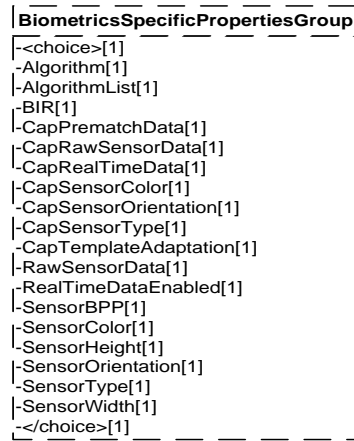 BiometricsSpecificPropertiesGroup
-<choice>[1]
-Algorithm[1]
-AlgorithmList[1]
-BIR[1]
-CapPrematchData[1]
-CapRawSensorData[1]
-CapRealTimeData[1]
-CapSensorColor[1]
-CapSensorOrientation[1]
-CapSensorType[1]
-CapTemplateAdaptation[1]
-RawSensorData[1]
-RealTimeDataEnabled[1]
-SensorBPP[1]
-SensorColor[1]
-SensorHeight[1]
-SensorOrientation[1]
-SensorType[1]
-SensorWidth[1]
-</choice>[1]